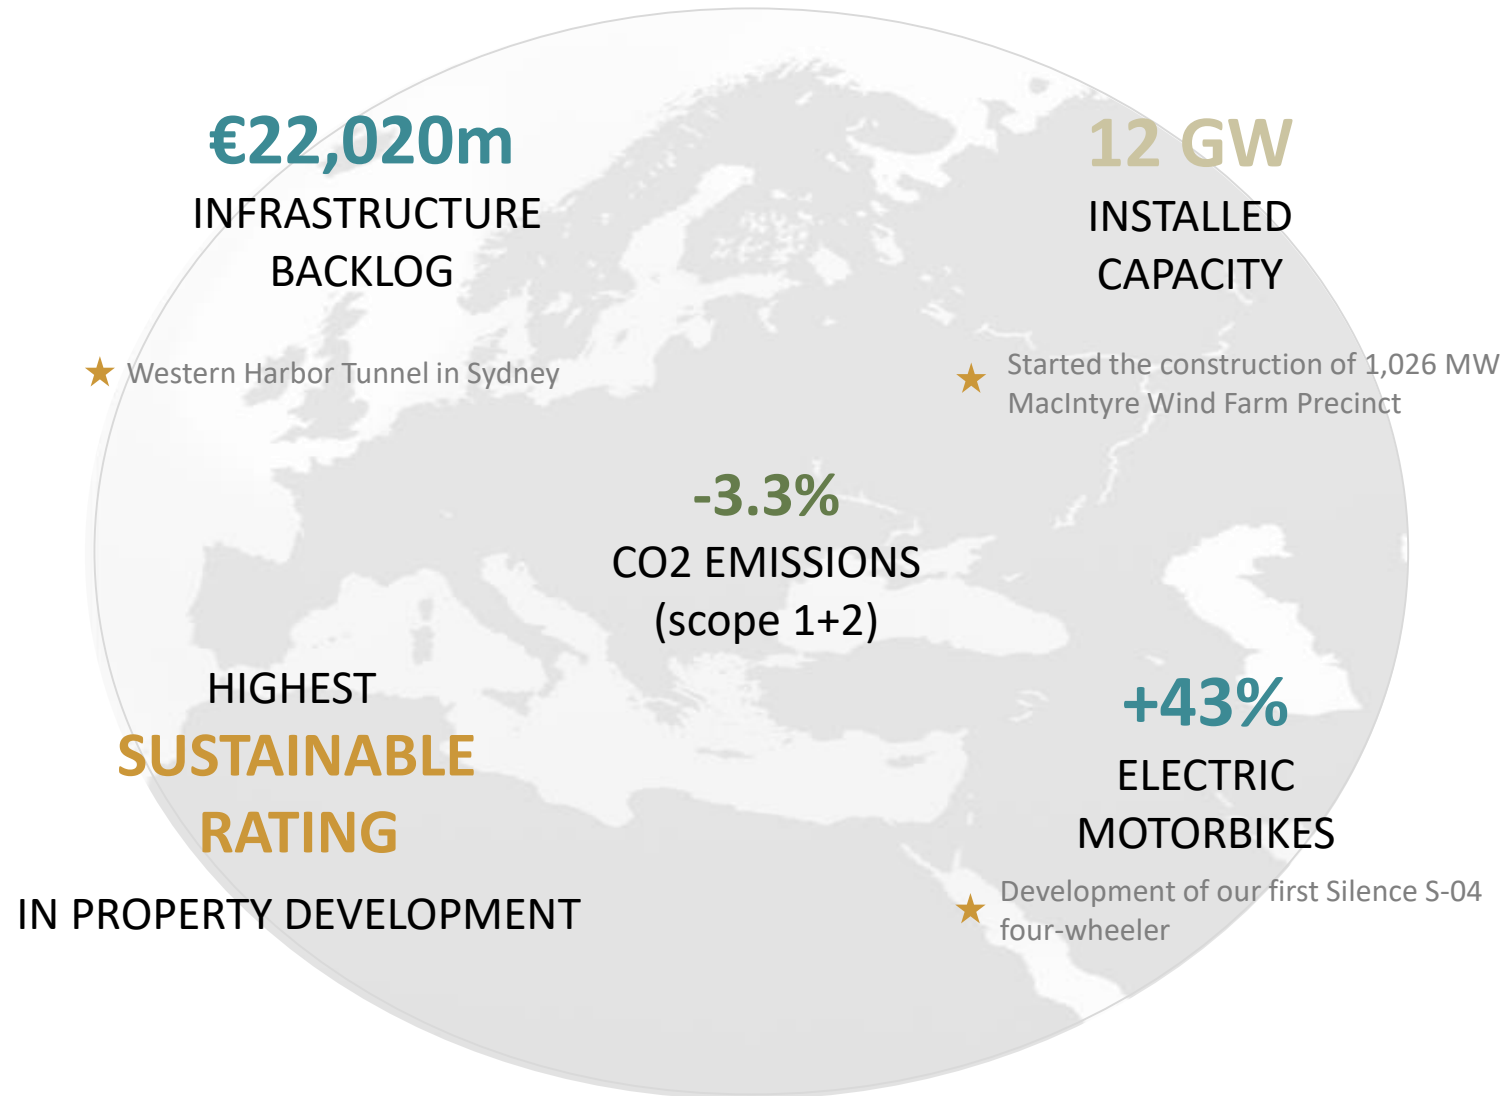 €22,020m
INFRASTRUCTURE
BACKLOG
Western Harbor Tunnel in Sydney
12 GW
INSTALLED
CAPACITY
Started the construction of 1,026 MW
MacIntyre Wind Farm Precinct
-3.3%
CO2 EMISSIONS
(scope 1+2)
HIGHEST
SUSTAINABLE
RATING
IN PROPERTY DEVELOPMENT
+43%
ELECTRIC
MOTORBIKES
Development of our first Silence S-04
four-wheeler